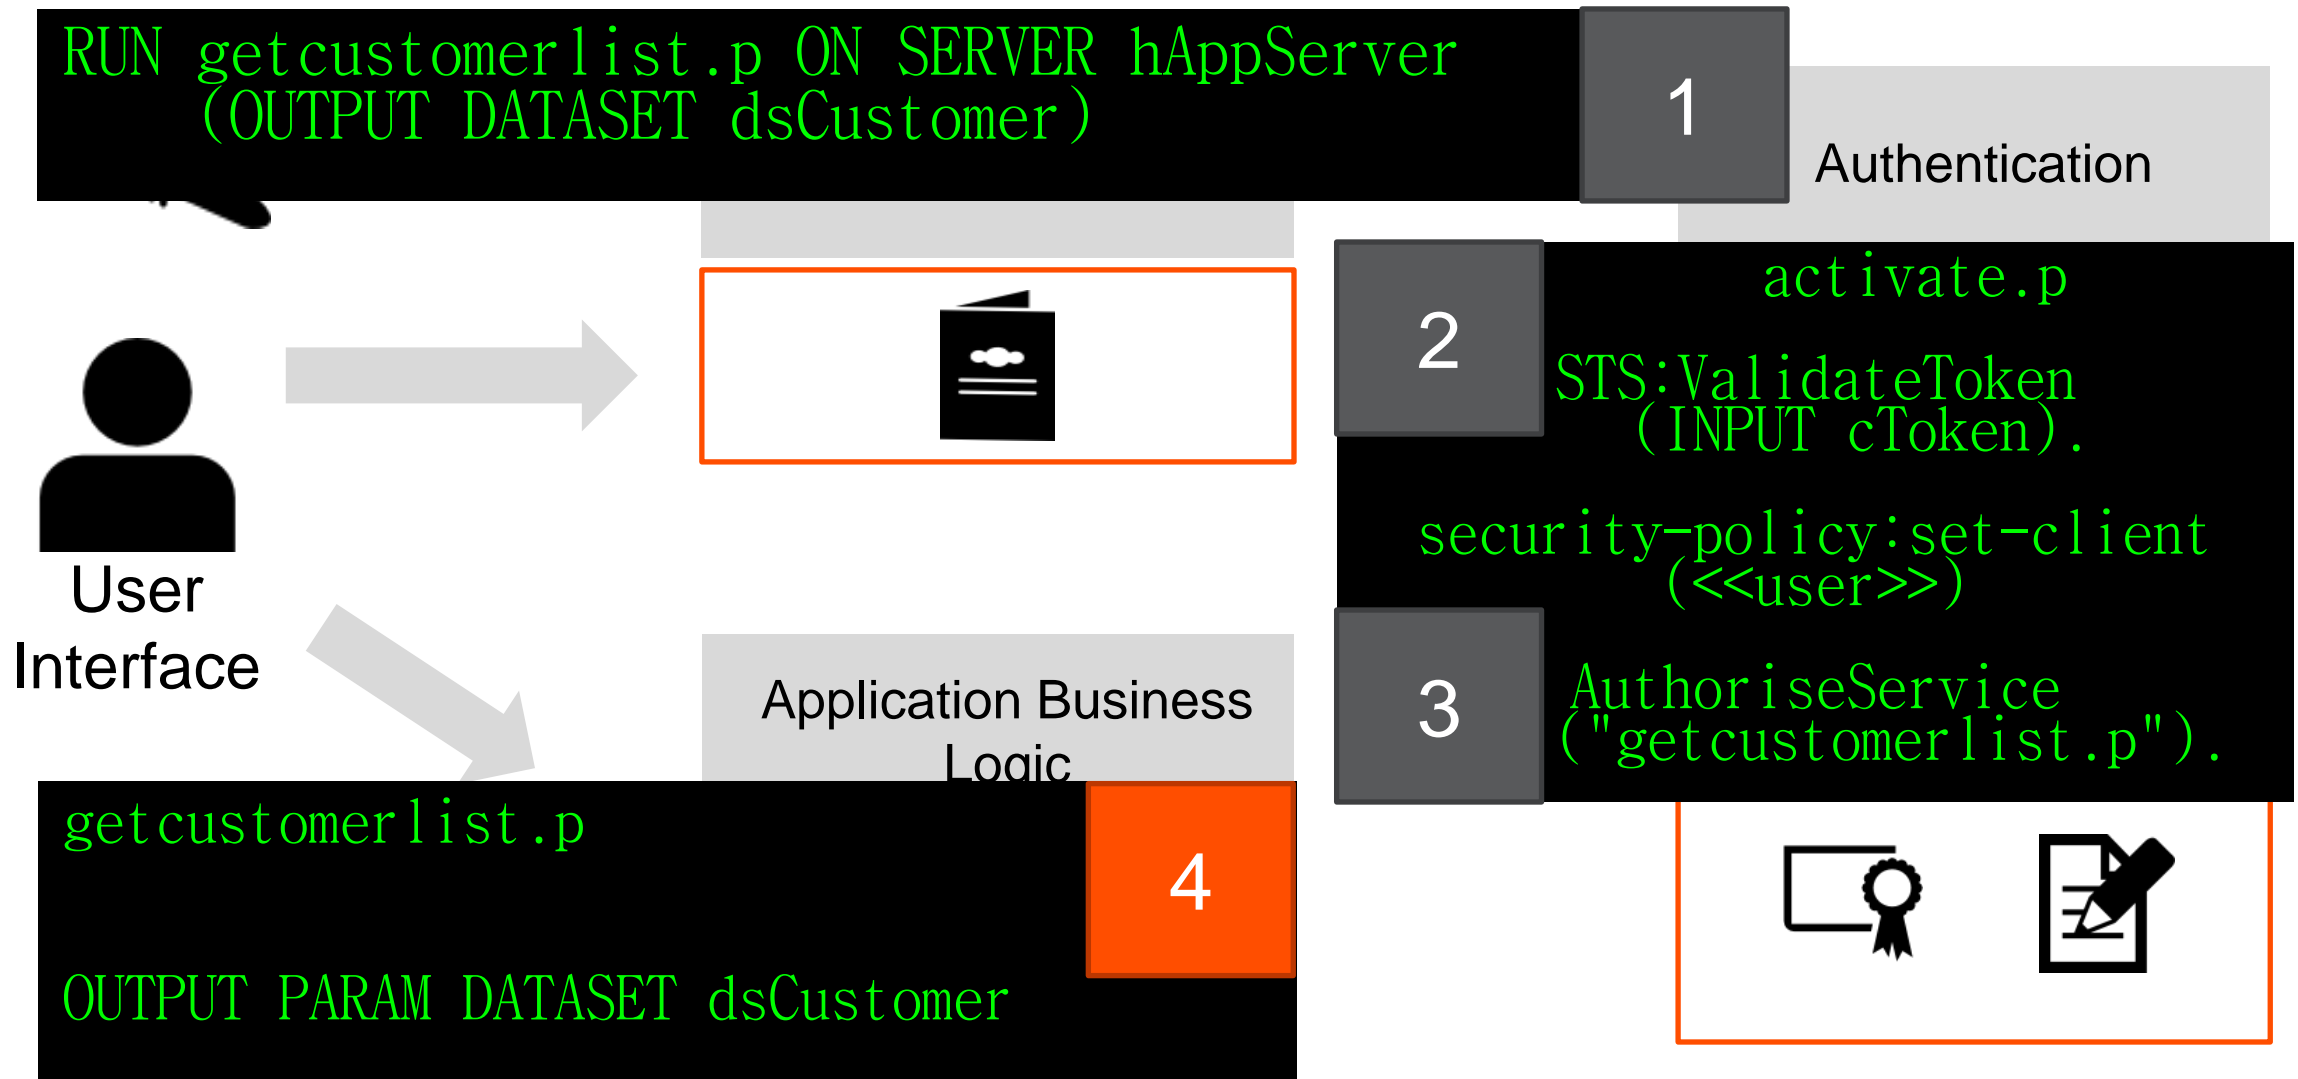 RUN getcustomerlist.p ON SERVER hAppServer
(OUTPUT DATASET dsCustomer)
1
Authentication
2
activate.p
STS:ValidateToken
(INPUT cToken).
security-policy:set-client
(<<user>>)
User
Interface
3
AuthoriseService
("getcustomerlist.p").
Application Business
Logic
getcustomerlist.p
4
OUTPUT PARAM DATASET dsCustomer